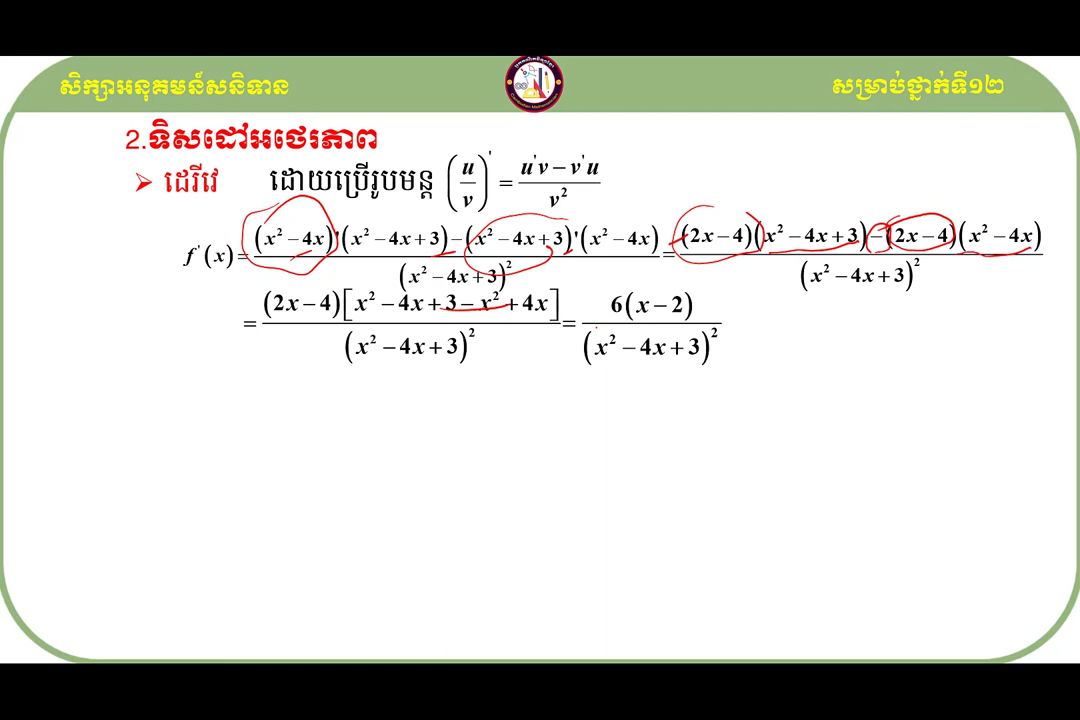 សិក្សាអនុគមន៍សនិទាន
សម្រាប់ថ្នាក់ទី១២
2.ទិសដៅអថេរភាព
➢ ដេរីវេ ដោយប្រើរូបមន្ត (u/v)' = (u'v − v'u)/v²
f'(x) = ((x² − 4x)'(x² − 4x + 3) − (x² − 4x + 3)'(x² − 4x))/(x² − 4x + 3)² = ((2x − 4)(x² − 4x + 3) − (2x − 4)(x² − 4x))/(x² − 4x + 3)²
= ((2x − 4)[x² − 4x + 3 − x² + 4x])/(x² − 4x + 3)² = 6(x − 2)/(x² − 4x + 3)²